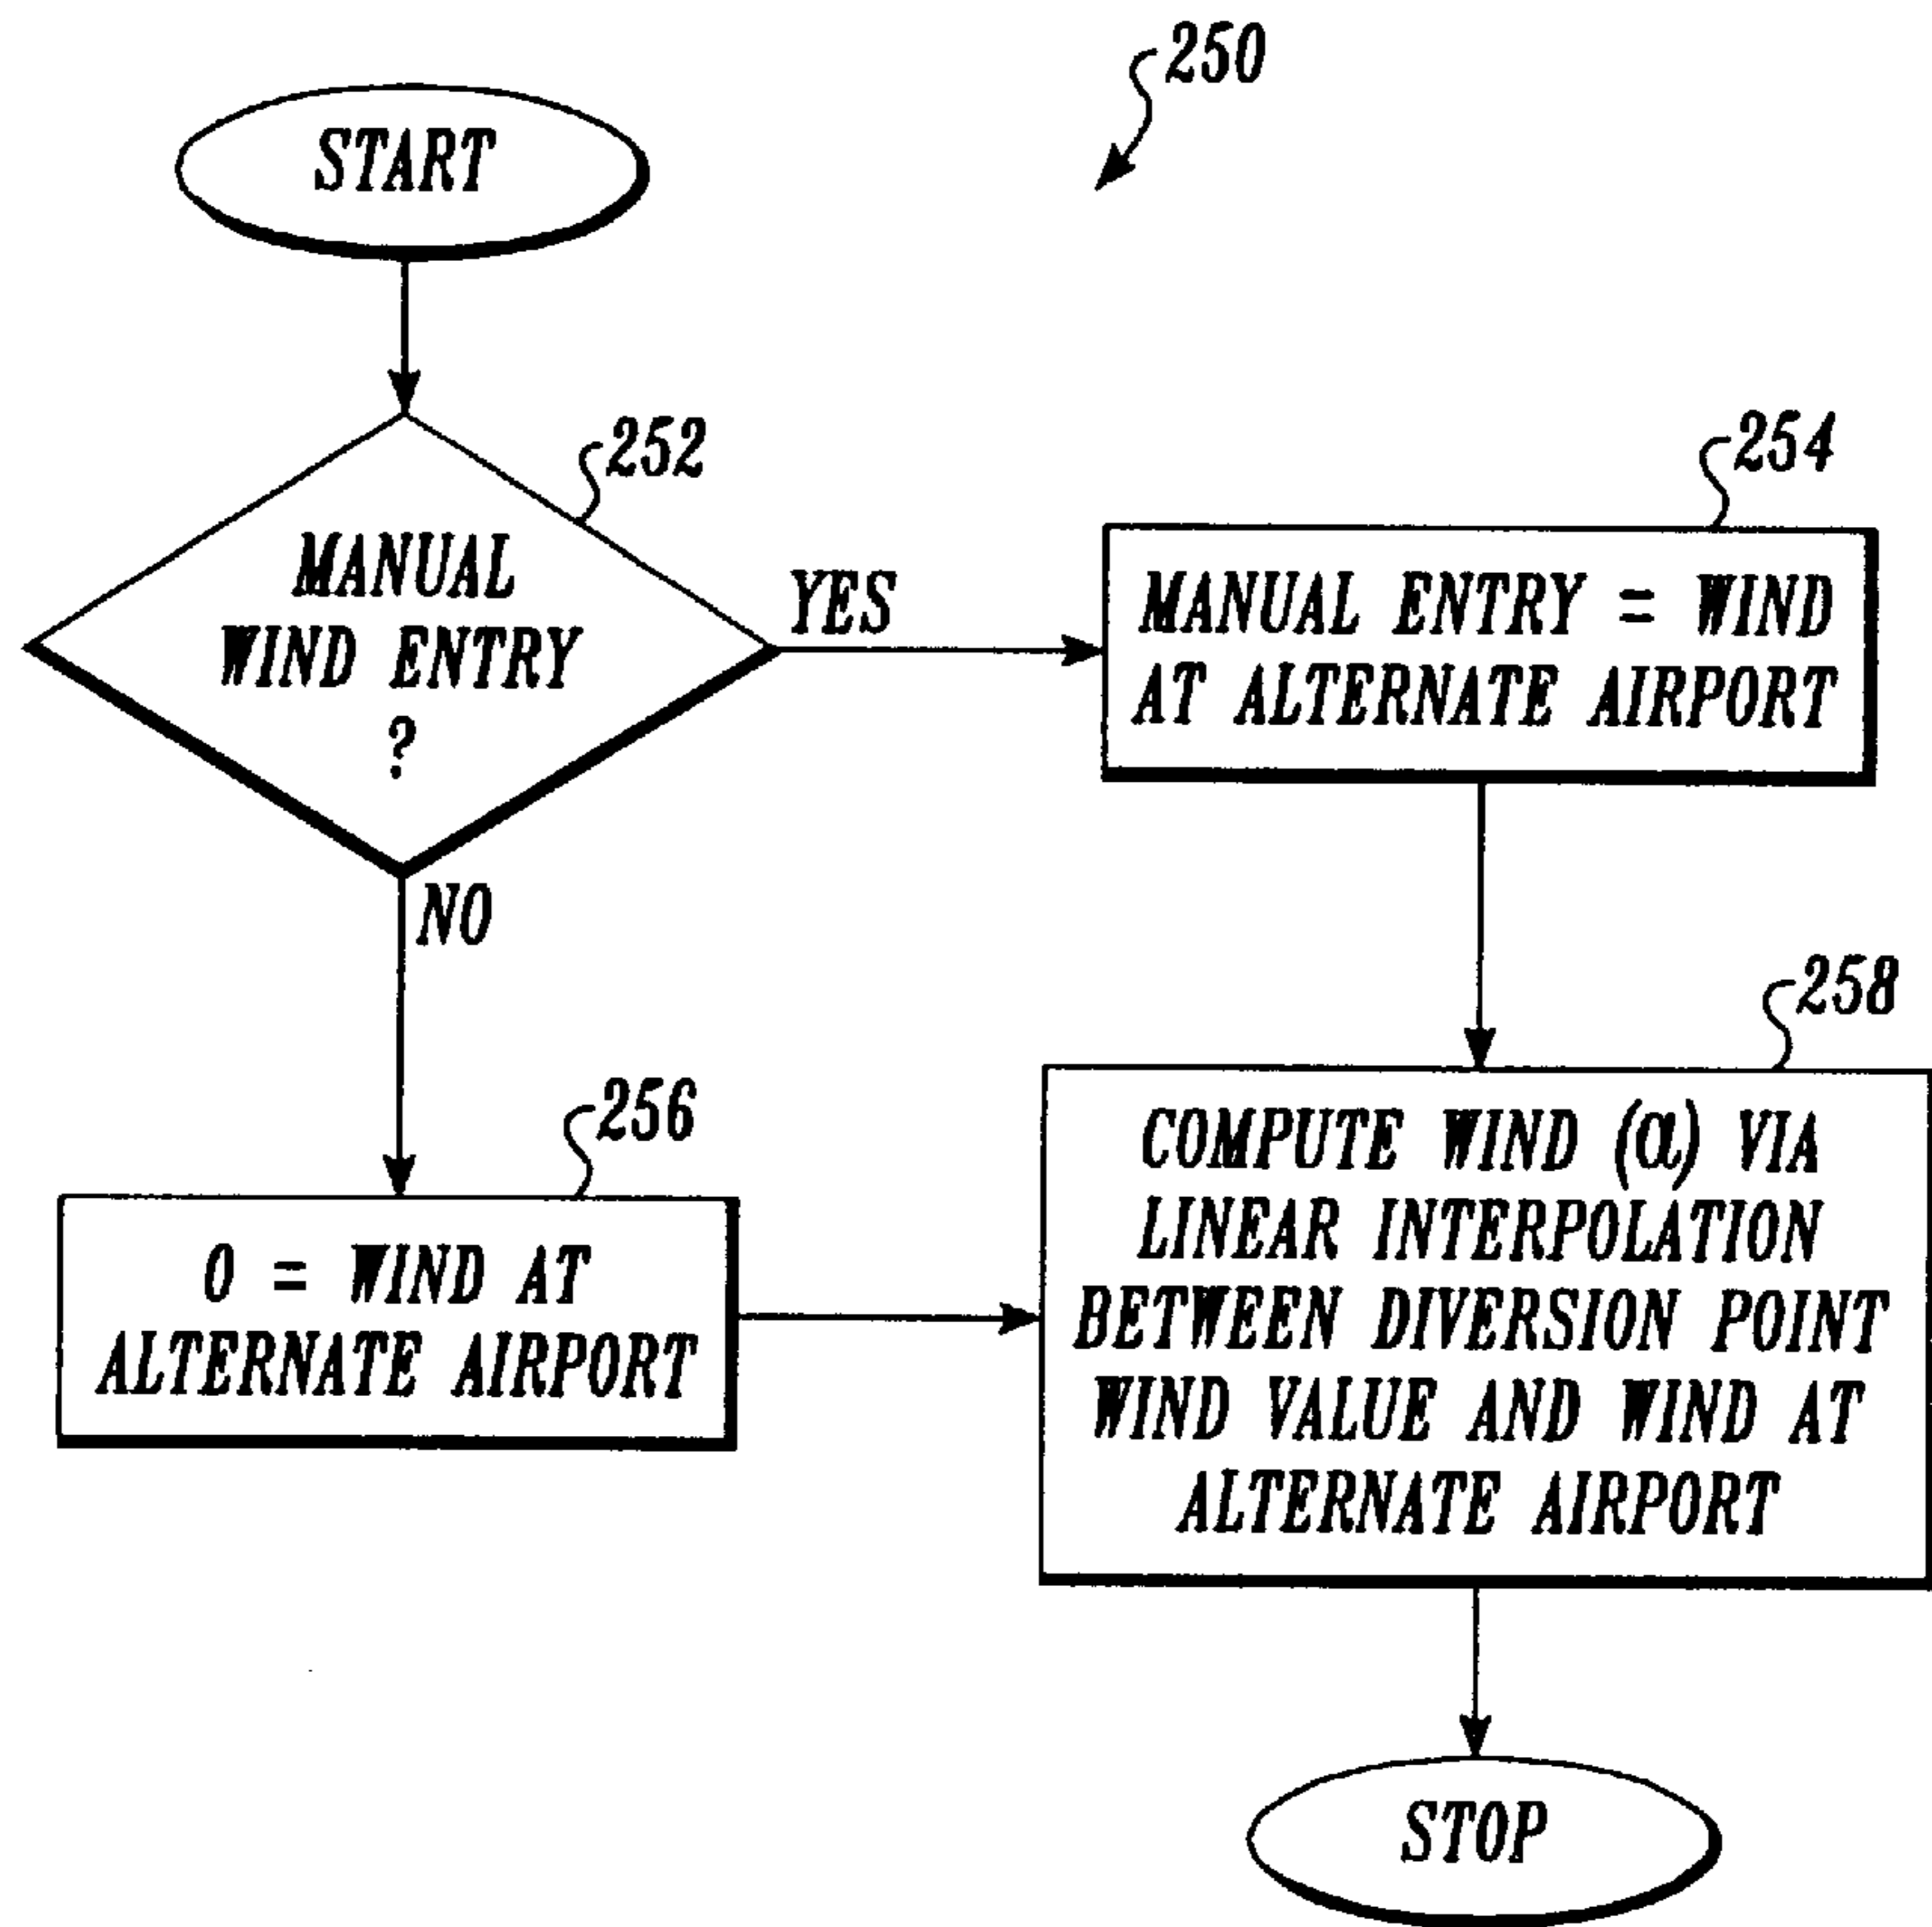 250
START
252
MANUAL
WIND ENTRY
?
YES
NO
254
MANUAL ENTRY = WIND
AT ALTERNATE AIRPORT
256
0 = WIND AT
ALTERNATE AIRPORT
258
COMPUTE WIND (α) VIA
LINEAR INTERPOLATION
BETWEEN DIVERSION POINT
WIND VALUE AND WIND AT
ALTERNATE AIRPORT
STOP